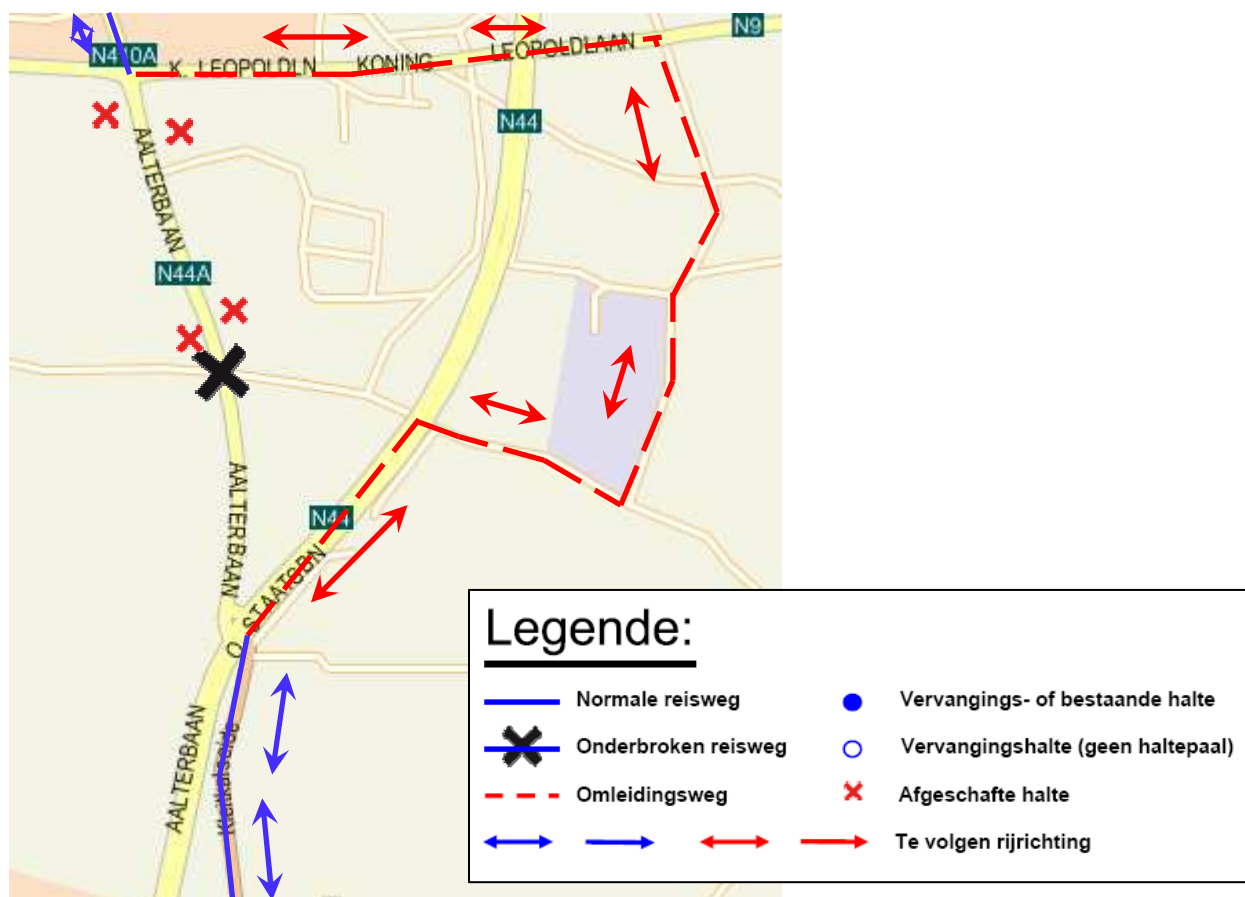 N9
N410A
K. LEOPOLDLN
KONING
LEOPOLDLAAN
N44
AALTERBAAN
N44A
AALTERBAAN
N44
STAATSBN
O
AALTERBAAN
Legende:
Normale reisweg
Vervangings- of bestaande halte
Onderbroken reisweg
Vervangingshalte (geen haltepaal)
Omleidingsweg
Afgeschafte halte
Te volgen rijrichting